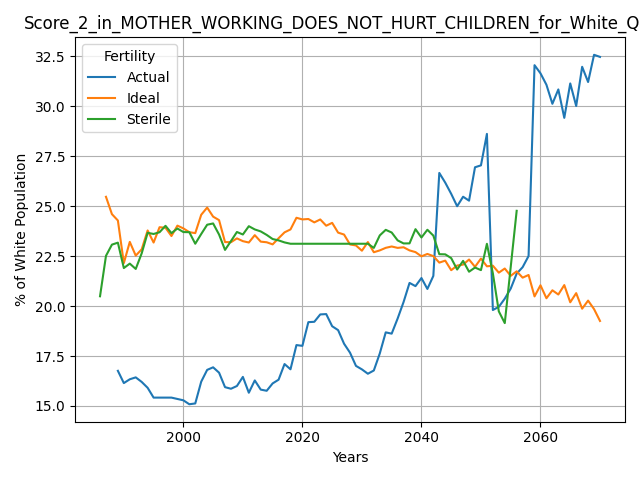 Score_2_in_MOTHER_WORKING_DOES_NOT_HURT_CHILDREN_for_White_Q
Fertility
Actual
Ideal
Sterile
32.5
30.0
27.5
25.0
22.5
20.0
17.5
15.0
% of White Population
2000
2020
2040
2060
Years